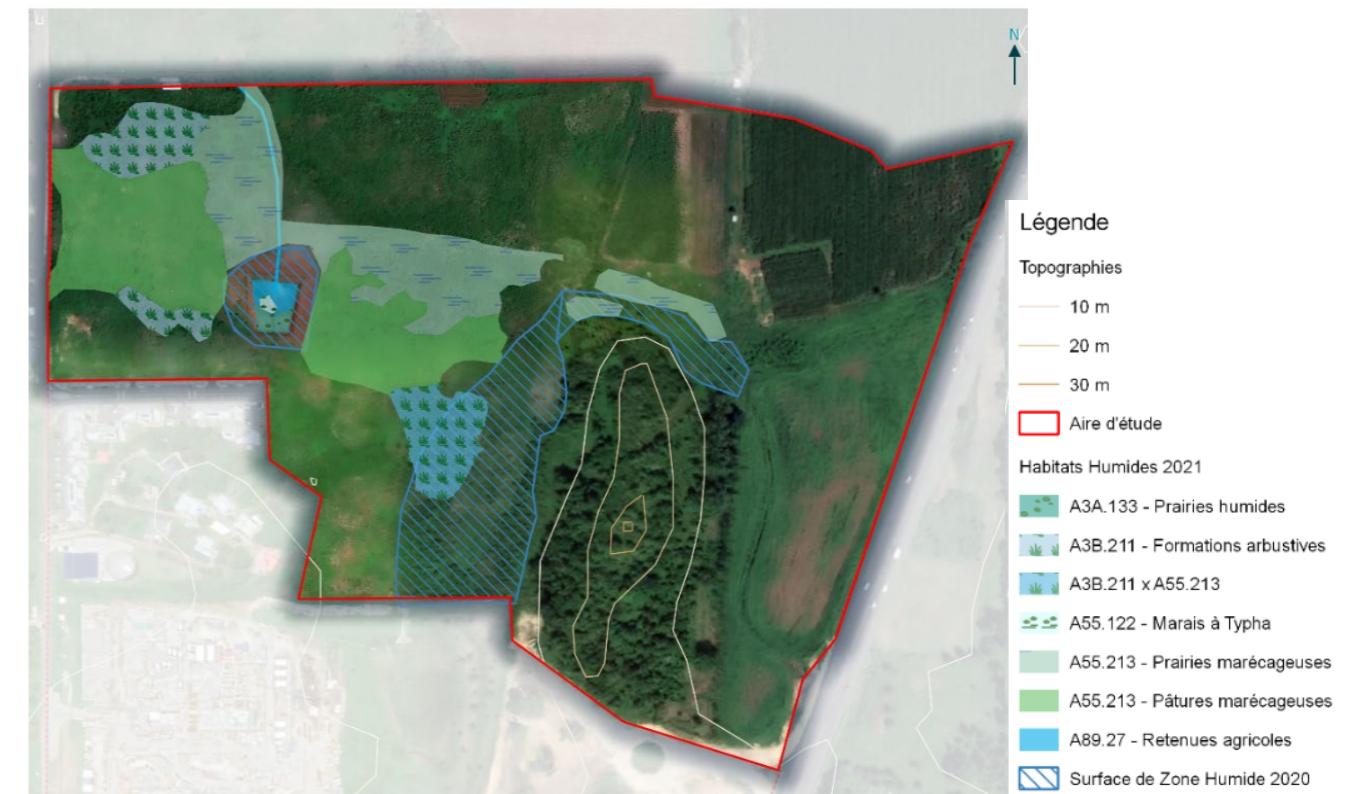 N
Légende
Topographies
10 m
20 m
30 m
Aire d'étude
Habitats Humides 2021
A3A.133 - Prairies humides
A3B.211 - Formations arbustives
A3B.211 x A55.213
A55.122 - Marais à Typha
A55.213 - Prairies marécageuses
A55.213 - Pâtures marécageuses
A89.27 - Retenues agricoles
Surface de Zone Humide 2020